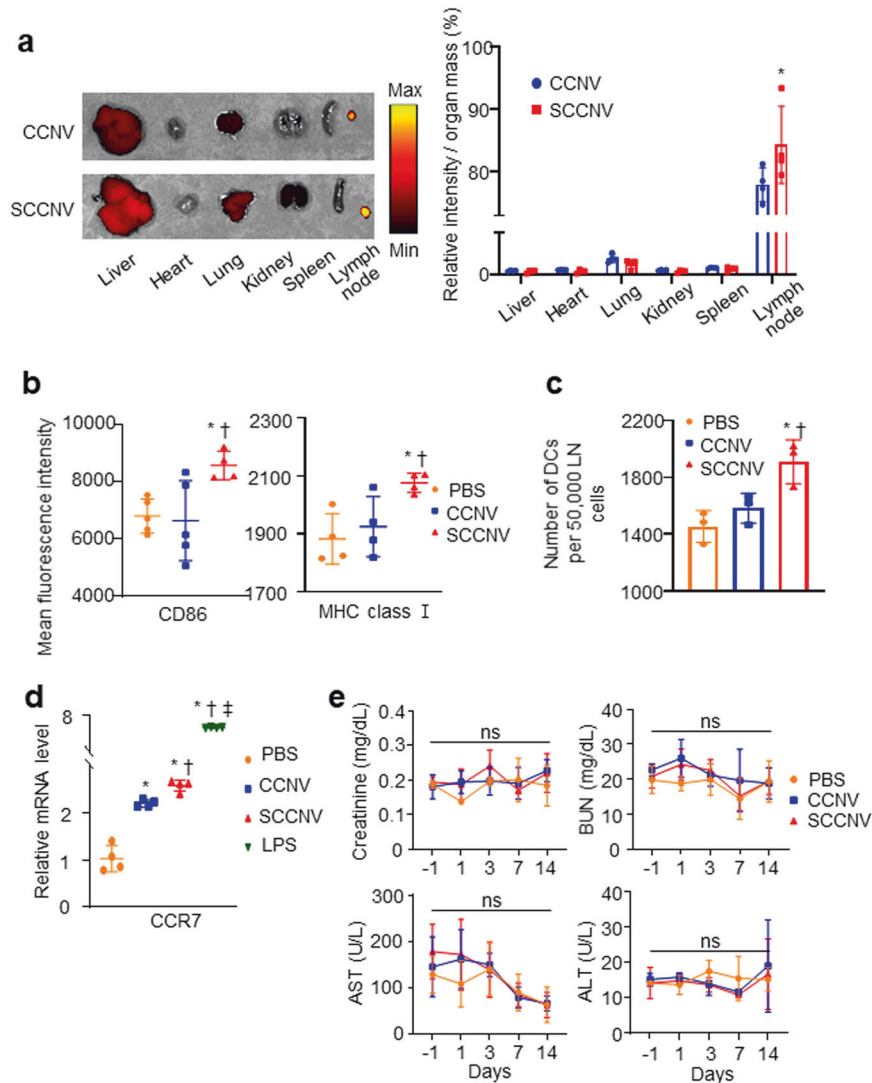 a
CCNV
SCCNV
Max
Min
Liver
Heart
Lung
Kidney
Spleen
Lymph
node
Relative intensity / organ mass (%)
100
90
80
0
CCNV
SCCNV
*
Liver
Heart
Lung
Kidney
Spleen
Lymph
node
b
Mean fluorescence intensity
10000
8000
6000
4000
* †
CD86
2300
2100
1900
1700
* †
MHC class I
PBS
CCNV
SCCNV
c
Number of DCs
per 50,000 LN
cells
2200
1800
1400
1000
PBS
CCNV
SCCNV
* †
d
Relative mRNA level
8
2
1
0
*
* †
* † ‡
CCR7
PBS
CCNV
SCCNV
LPS
e
Creatinine (mg/dL)
0.4
0.3
0.2
0.1
0.0
ns
-1 1 3 7 14
BUN (mg/dL)
40
30
20
10
0
ns
-1 1 3 7 14
PBS
CCNV
SCCNV
AST (U/L)
300
200
100
0
ns
-1 1 3 7 14
Days
ALT (U/L)
40
30
20
10
0
ns
-1 1 3 7 14
Days